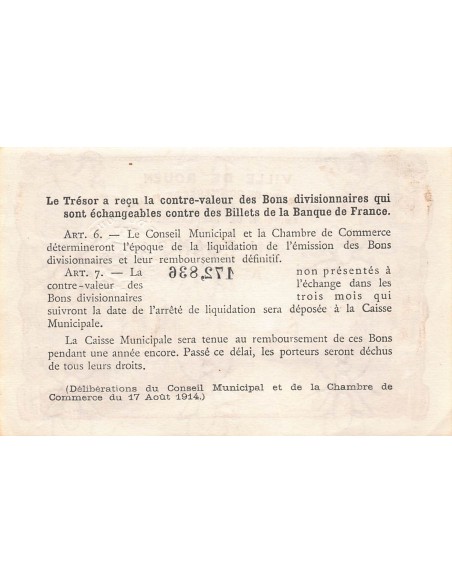 VILLE DE ROUEN
Le Trésor a reçu la contre-valeur des Bons divisionnaires qui
sont échangeables contre des Billets de la Banque de France.
ART. 6. — Le Conseil Municipal et la Chambre de Commerce
détermineront l'époque de la liquidation de l'émission des Bons
divisionnaires et leur remboursement définitif.
ART. 7. — La 172,836 non présentés à
contre-valeur des l'échange dans les
Bons divisionnaires trois mois qui
suivront la date de l'arrêté de liquidation sera déposée à la Caisse
Municipale.
La Caisse Municipale sera tenue au remboursement de ces Bons
pendant une année encore. Passé ce délai, les porteurs seront déchus
de tous leurs droits.
(Délibérations du Conseil Municipal et de la Chambre de
Commerce du 17 Août 1914.)